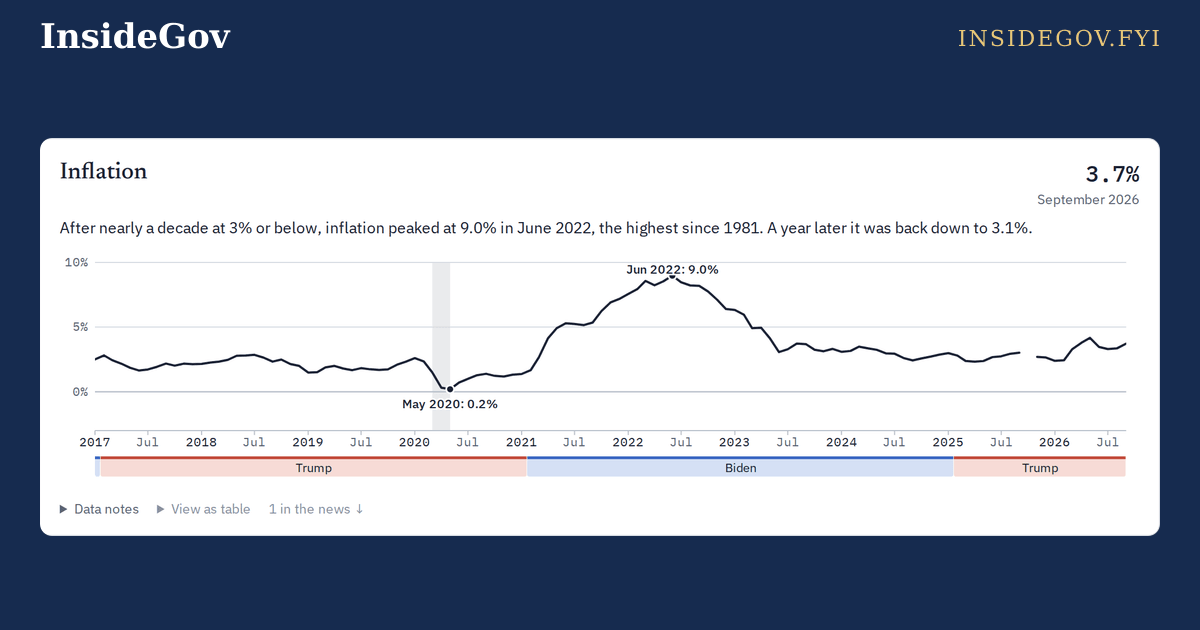 InsideGov
INSIDEGOV.FYI
Inflation
3.7%
September 2026
After nearly a decade at 3% or below, inflation peaked at 9.0% in June 2022, the highest since 1981. A year later it was back down to 3.1%.
10%
Jun 2022: 9.0%
5%
0%
May 2020: 0.2%
2017 Jul 2018 Jul 2019 Jul 2020 Jul 2021 Jul 2022 Jul 2023 Jul 2024 Jul 2025 Jul 2026 Jul
Trump Biden Trump
▶ Data notes ▶ View as table 1 in the news ↓